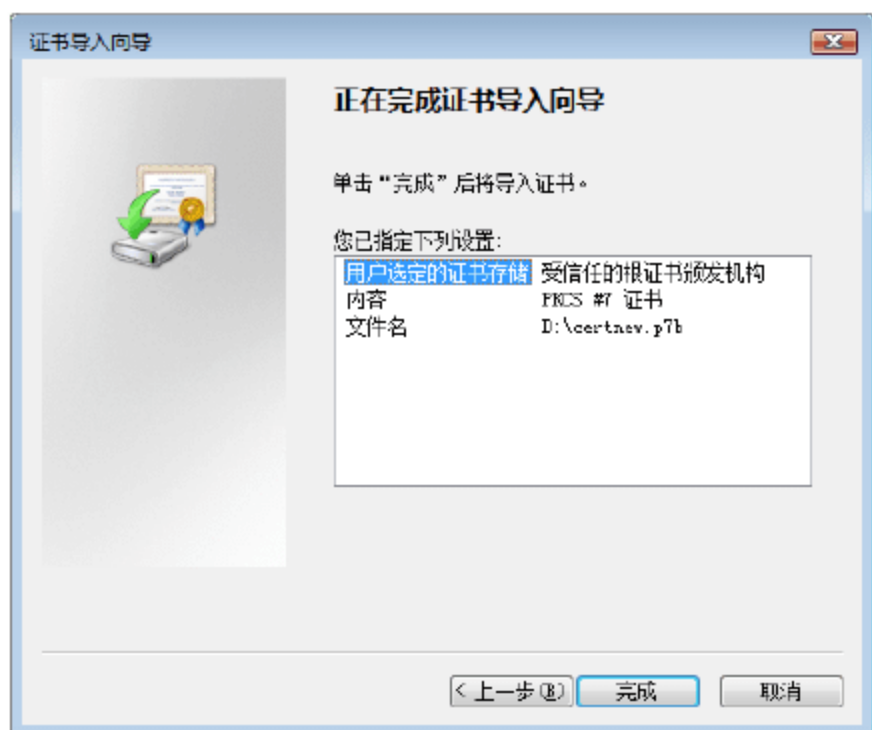 证书导入向导
正在完成证书导入向导
单击“完成”后将导入证书。
您已指定下列设置:
用户选定的证书存储 受信任的根证书颁发机构
内容 PKCS #7 证书
文件名 D:\certnew.p7b
<上一步(B) 完成 取消